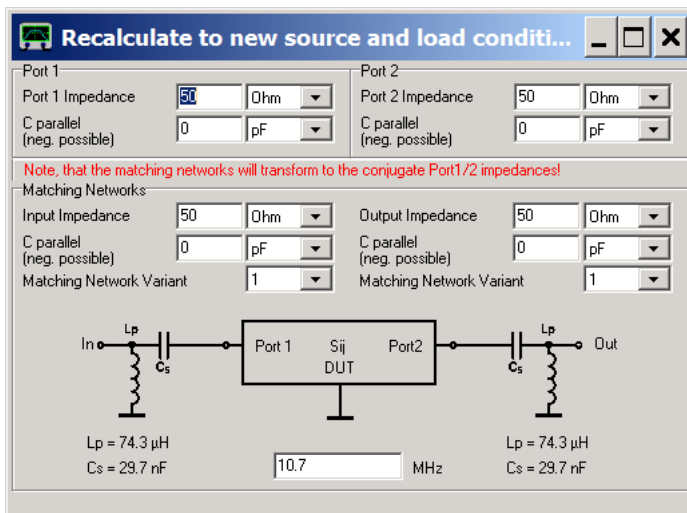 Recalculate to new source and load conditi...
Port 1
Port 2
Port 1 Impedance 50 Ohm
Port 2 Impedance 50 Ohm
C parallel (neg. possible) 0 pF
C parallel (neg. possible) 0 pF
Note, that the matching networks will transform to the conjugate Port1/2 impedances!
Matching Networks
Input Impedance 50 Ohm
Output Impedance 50 Ohm
C parallel (neg. possible) 0 pF
C parallel (neg. possible) 0 pF
Matching Network Variant 1
Matching Network Variant 1
Lp
Lp
In
Port 1 Sij Port2
Out
Cs
DUT
Cs
Lp = 74.3 µH
Lp = 74.3 µH
Cs = 29.7 nF
10.7 MHz
Cs = 29.7 nF